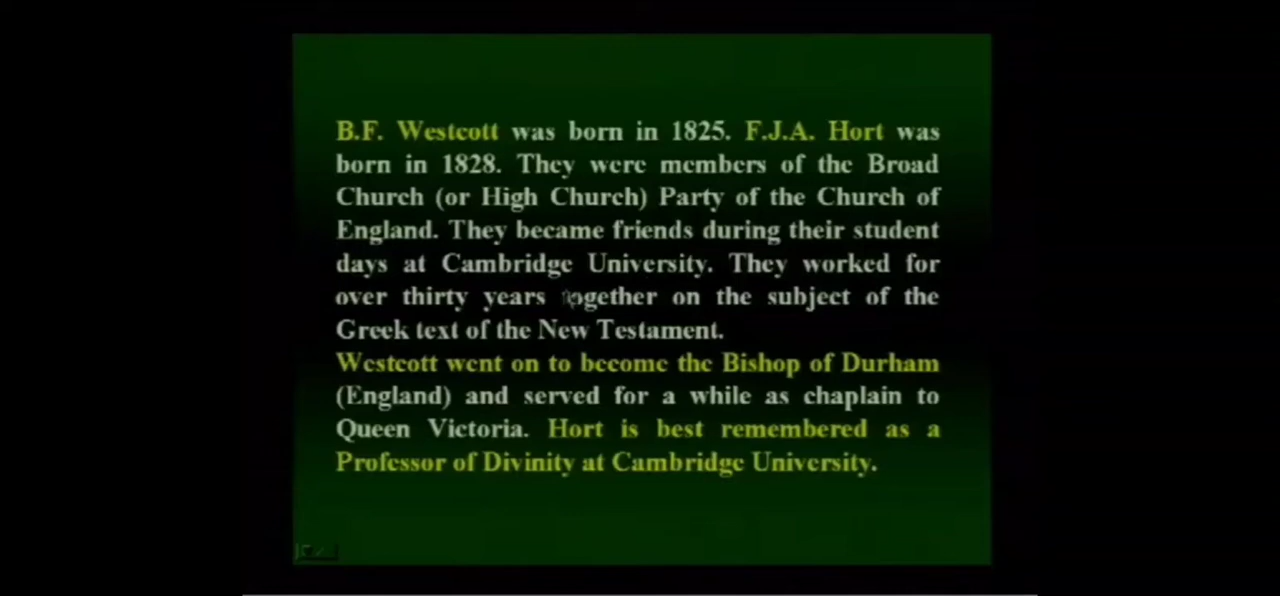 B.F. Westcott was born in 1825. F.J.A. Hort was
born in 1828. They were members of the Broad
Church (or High Church) Party of the Church of
England. They became friends during their student
days at Cambridge University. They worked for
over thirty years together on the subject of the
Greek text of the New Testament.
Westcott went on to become the Bishop of Durham
(England) and served for a while as chaplain to
Queen Victoria. Hort is best remembered as a
Professor of Divinity at Cambridge University.